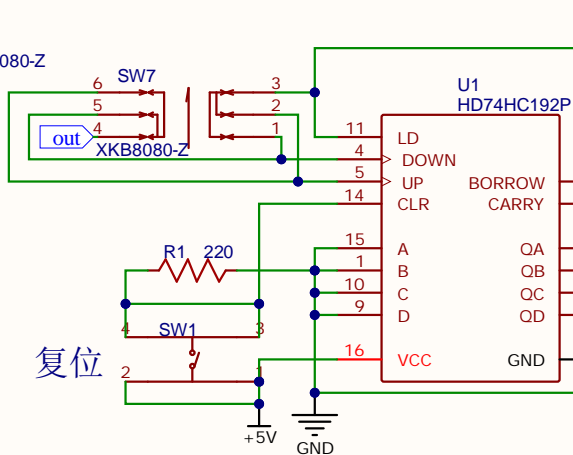 080-Z
SW7
6
5
4
out
XKB8080-Z
3
2
1
U1
HD74HC192P
11
LD
4
DOWN
5
UP
14
CLR
15
A
1
B
10
C
9
D
16
VCC
BORROW
CARRY
QA
QB
QC
QD
GND
R1 220
4
SW1
3
复位
2
1
+5V
GND